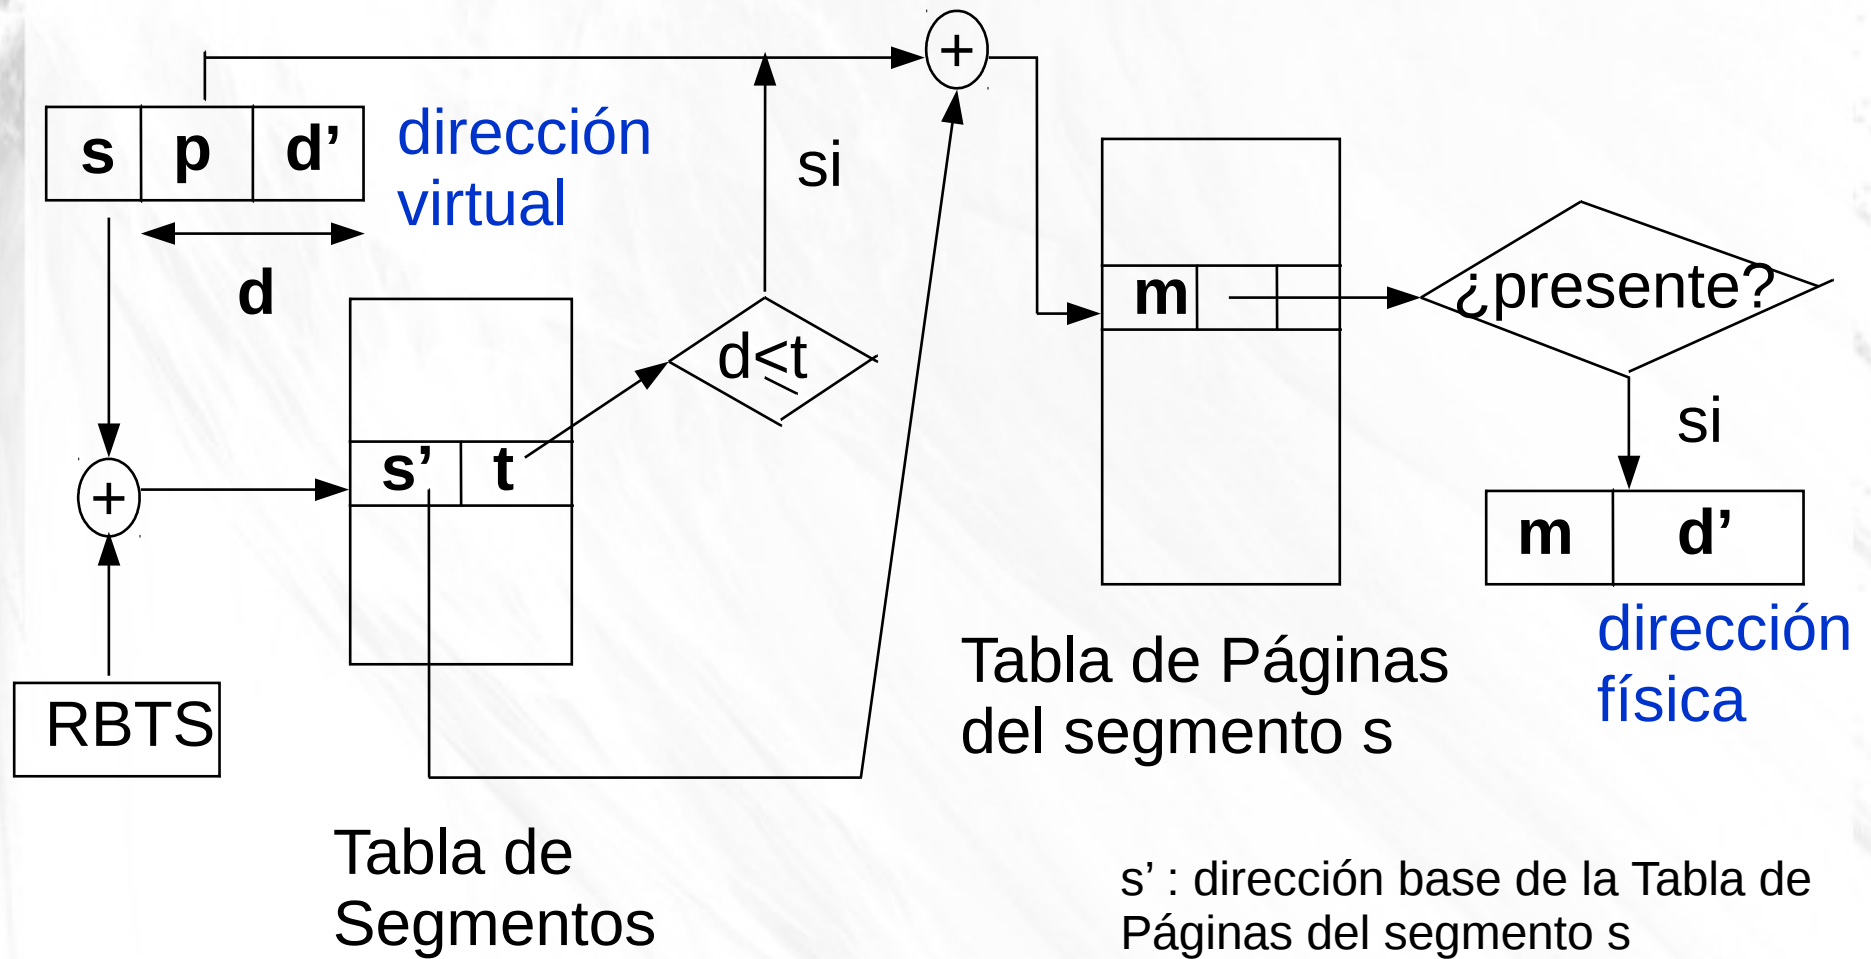 +
s p d’
dirección
virtual
si
d
m
¿presente?
d≤t
si
s’ t
+
m d’
RBTS
dirección
física
Tabla de Páginas
del segmento s
Tabla de
Segmentos
s’ : dirección base de la Tabla de
Páginas del segmento s